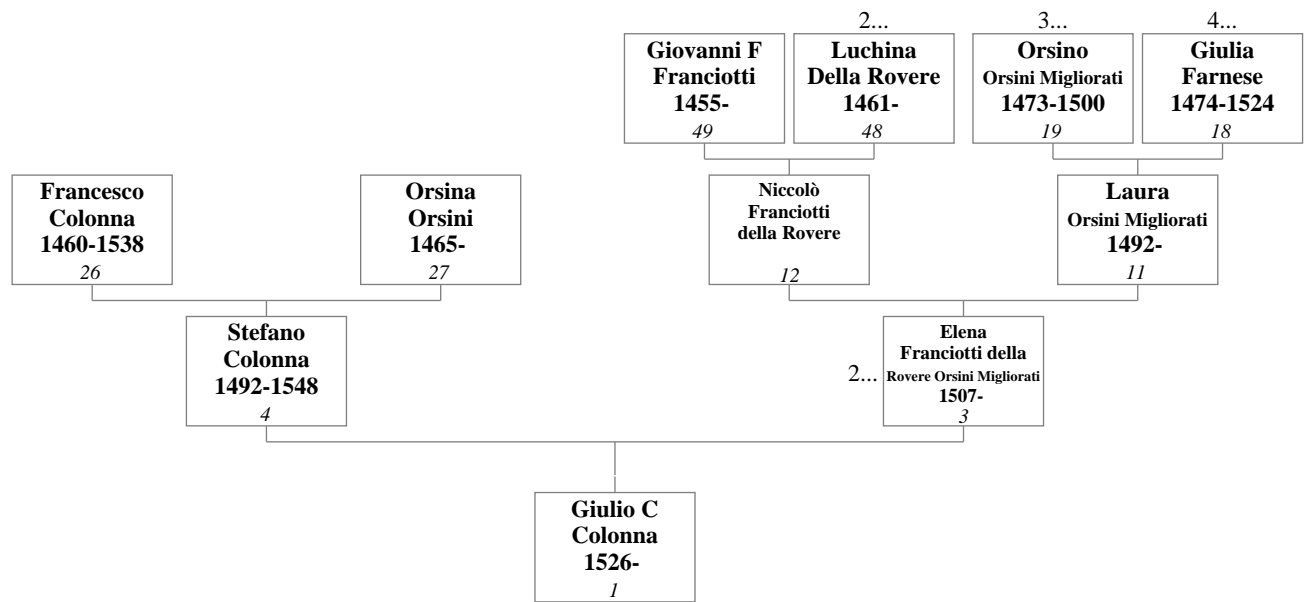 2...
3...
4...
Giovanni F
Franciotti
1455-
49
Luchina
Della Rovere
1461-
48
Orsino
Orsini Migliorati
1473-1500
19
Giulia
Farnese
1474-1524
18
Francesco
Colonna
1460-1538
26
Orsina
Orsini
1465-
27
Niccolò
Franciotti
della Rovere
12
Laura
Orsini Migliorati
1492-
11
Stefano
Colonna
1492-1548
4
2...
Elena
Franciotti della
Rovere Orsini Migliorati
1507-
3
Giulio C
Colonna
1526-
1